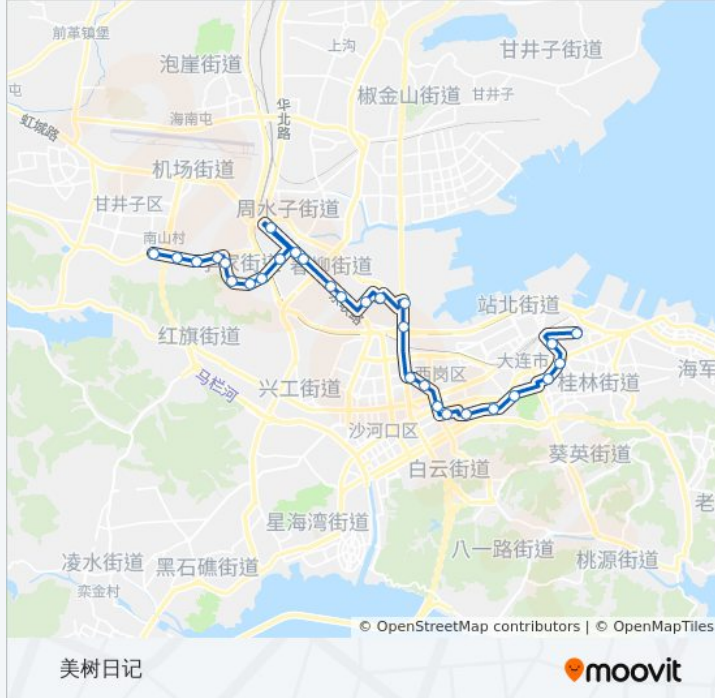 前革镇堡
上沟
甘井子街道
泡崖街道
屯
椒金山街道
甘井子
华北路
海南屯
虹城路
机场街道
甘井子区
周水子街道
南山村
春柳街道
站北街道
红旗街道
大连市
海军
西岗区
桂林街道
马栏河
兴工街道
沙河口区
葵英街道
白云街道
老
星海湾街道
八一路街道
凌水街道
黑石礁街道
桃源街道
栾金村
© OpenStreetMap contributors | © OpenMapTiles
美树日记
moovit